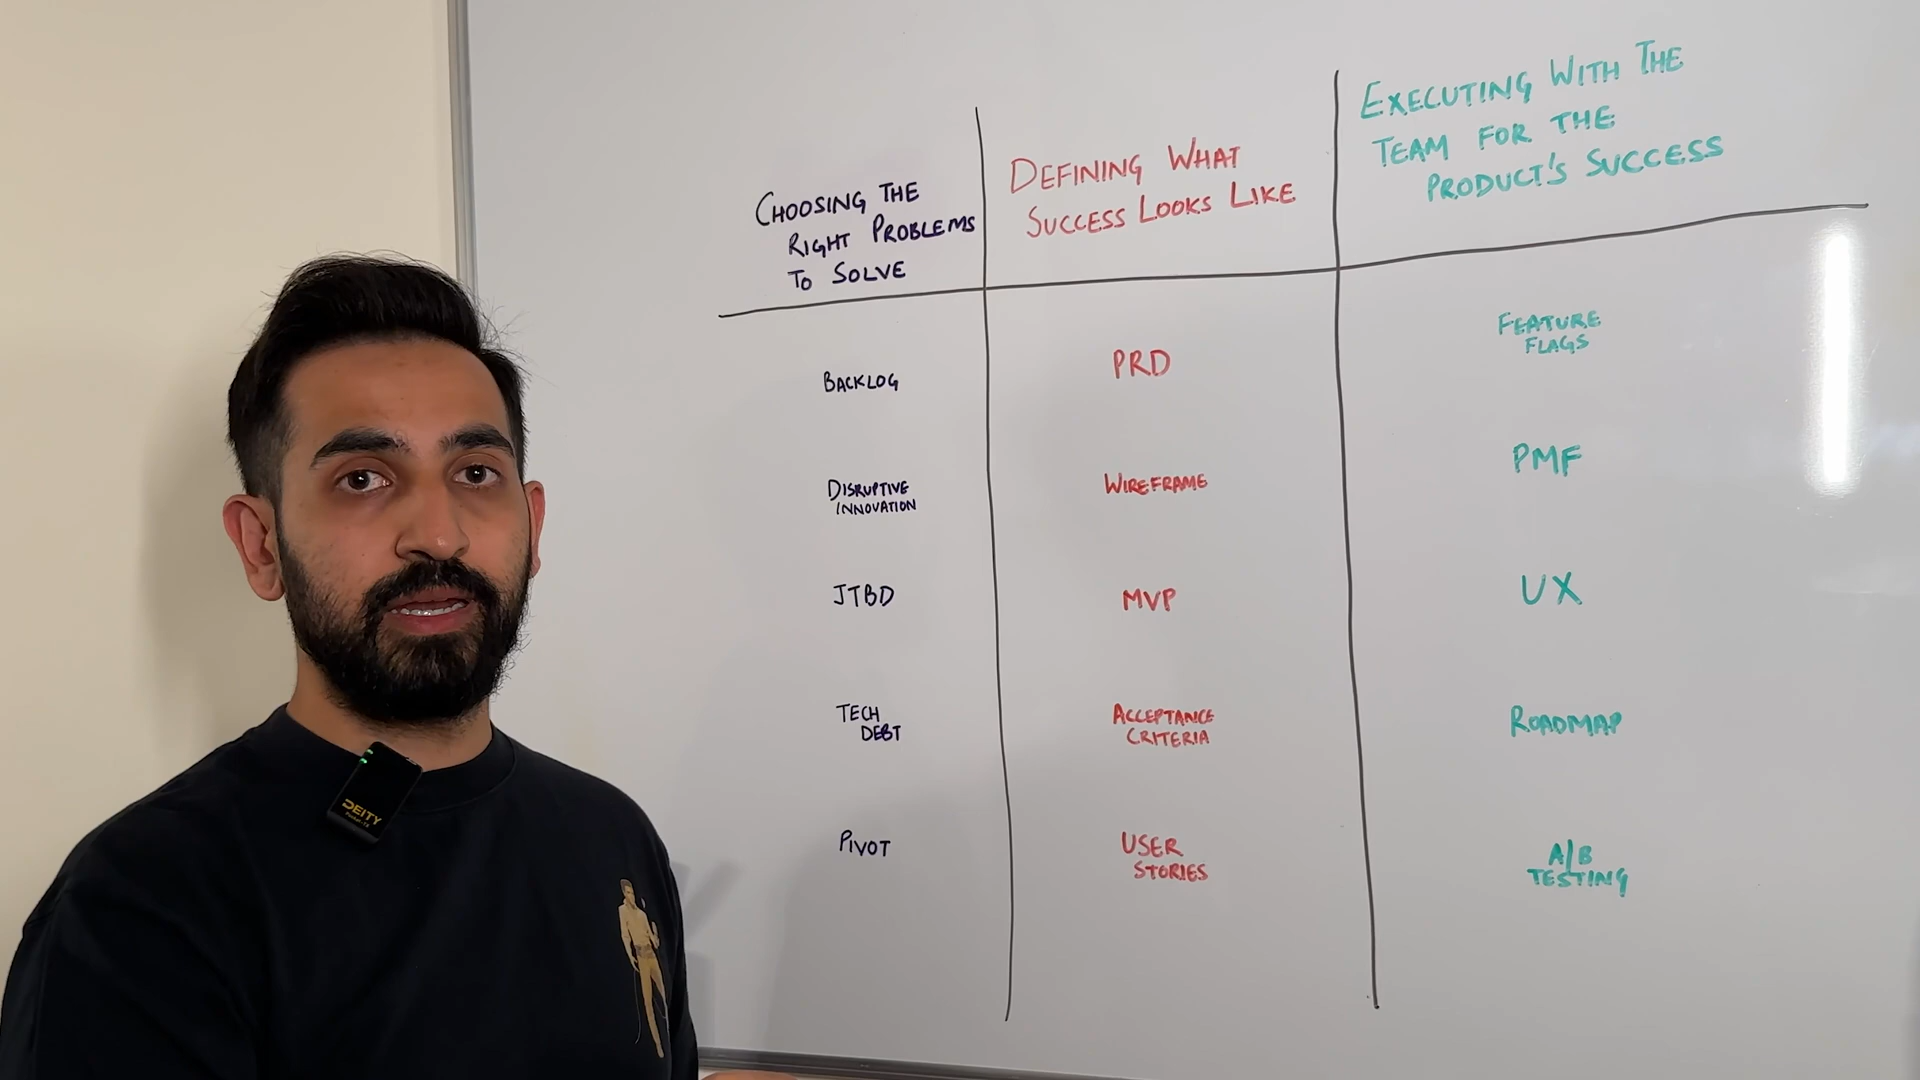 CHOOSING THE
RIGHT PROBLEMS
TO SOLVE
BACKLOG
DISRUPTIVE
INNOVATION
JTBD
TECH
DEBT
PIVOT
DEFINING WHAT
SUCCESS LOOKS LIKE
PRD
WIREFRAME
MVP
ACCEPTANCE
CRITERIA
USER
STORIES
EXECUTING WITH THE
TEAM FOR THE
PRODUCT'S SUCCESS
FEATURE
FLAGS
PMF
UX
ROADMAP
A/B
TESTING
DEITY